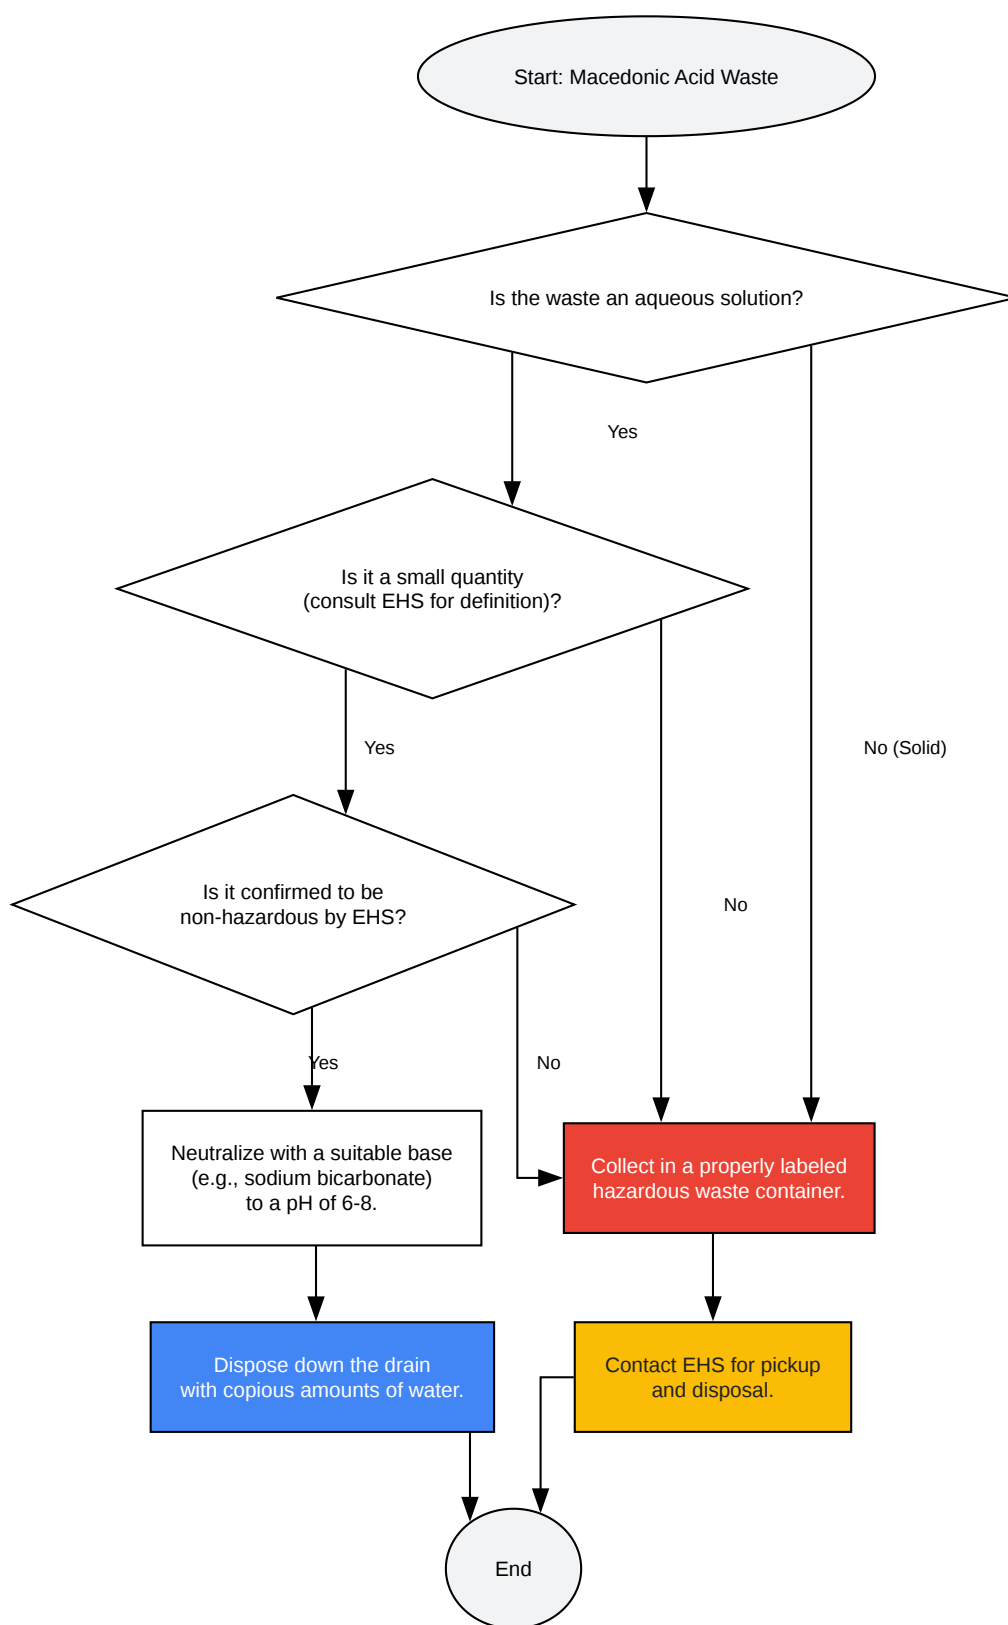 Start: Macedonic Acid Waste
Is the waste an aqueous solution?
Yes
Is it a small quantity
(consult EHS for definition)?
Yes
No (Solid)
Is it confirmed to be
non-hazardous by EHS?
No
Yes
No
Neutralize with a suitable base
(e.g., sodium bicarbonate)
to a pH of 6-8.
Collect in a properly labeled
hazardous waste container.
Dispose down the drain
with copious amounts of water.
Contact EHS for pickup
and disposal.
End